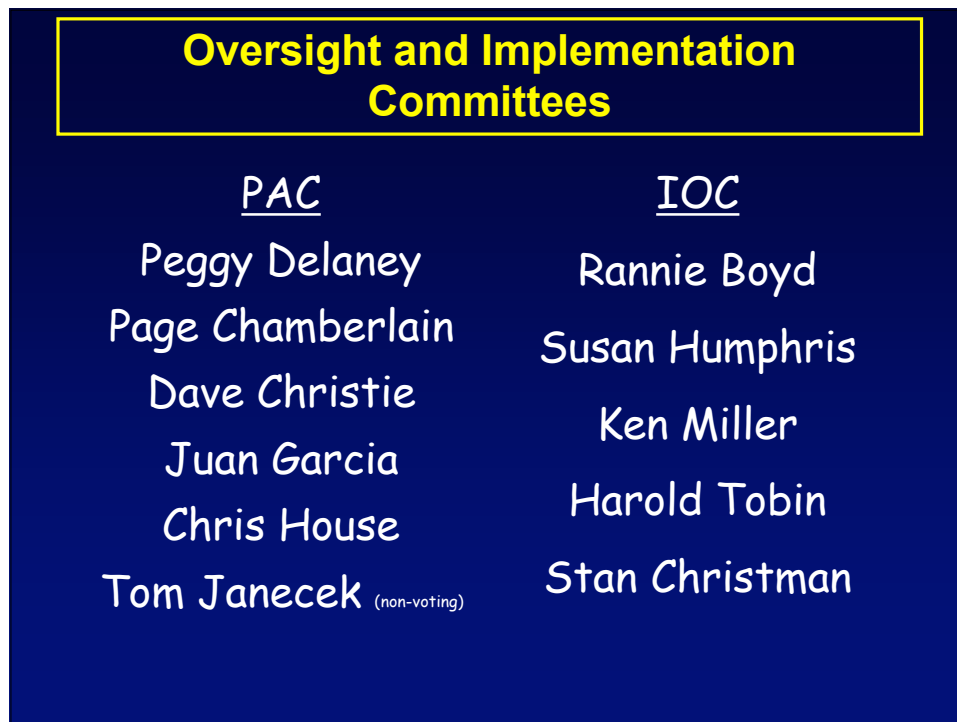 Oversight and Implementation
Committees
PAC
Peggy Delaney
Page Chamberlain
Dave Christie
Juan Garcia
Chris House
Tom Janecek (non-voting)
IOC
Rannie Boyd
Susan Humphris
Ken Miller
Harold Tobin
Stan Christman